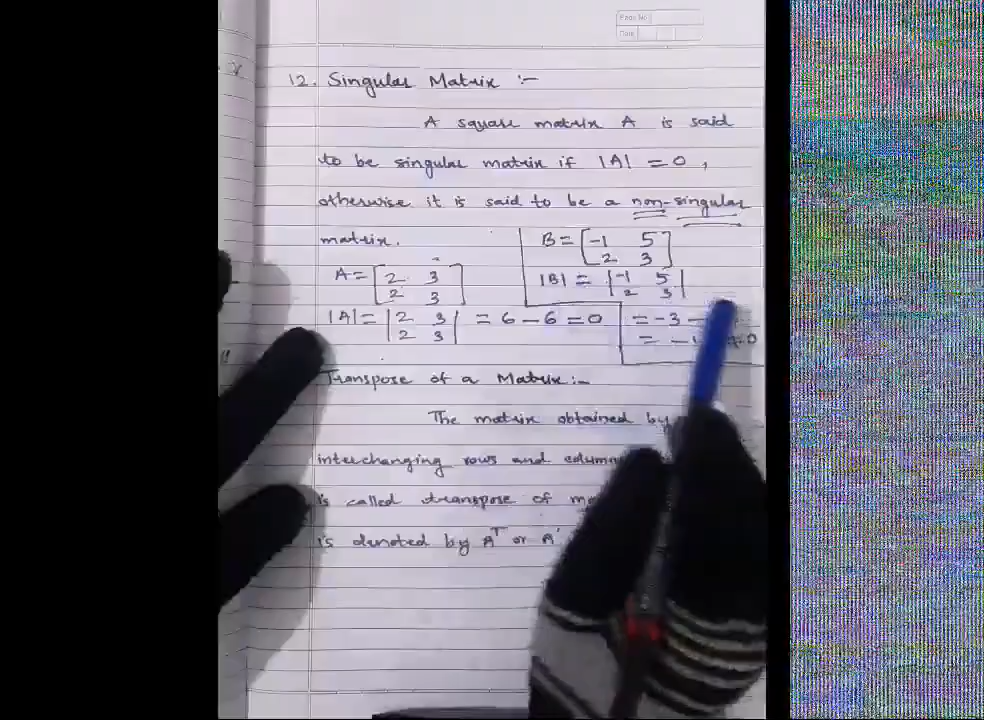 Page No.
Date
12. Singular Matrix :-
A square matrix A is said
to be singular matrix if |A| = 0,
otherwise it is said to be a non-singular
matrix.
A = [2 3
2 3]
|A| = |2 3
2 3| = 6 - 6 = 0
B = [-1 5
2 3]
|B| = |-1 5
2 3|
= -3 -
= -
Transpose of a Matrix:-
The matrix obtained by
interchanging rows and
is called transpose of
is denoted by A^T or A'